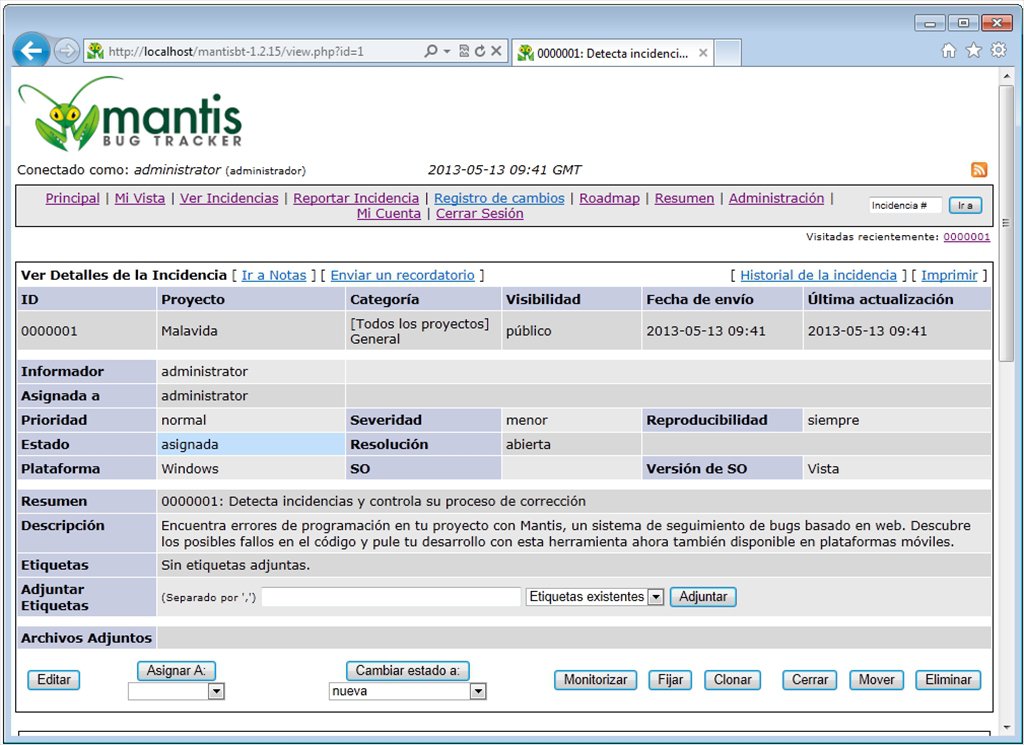 http://localhost/mantisbt-1.2.15/view.php?id=1
0000001: Detecta incidenci...
mantis
BUG TRACKER
Conectado como: administrator (administrador) 2013-05-13 09:41 GMT
Principal | Mi Vista | Ver Incidencias | Reportar Incidencia | Registro de cambios | Roadmap | Resumen | Administración |
Mi Cuenta | Cerrar Sesión
Incidencia # Ir a
Visitadas recientemente: 0000001
Ver Detalles de la Incidencia [ Ir a Notas ] [ Enviar un recordatorio ] [ Historial de la incidencia ] [ Imprimir ]
ID Proyecto Categoría Visibilidad Fecha de envío Última actualización
0000001 Malavida [Todos los proyectos] General público 2013-05-13 09:41 2013-05-13 09:41
Informador administrator
Asignada a administrator
Prioridad normal Severidad menor Reproducibilidad siempre
Estado asignada Resolución abierta
Plataforma Windows SO Versión de SO Vista
Resumen 0000001: Detecta incidencias y controla su proceso de corrección
Descripción Encuentra errores de programación en tu proyecto con Mantis, un sistema de seguimiento de bugs basado en web. Descubre
los posibles fallos en el código y pule tu desarrollo con esta herramienta ahora también disponible en plataformas móviles.
Etiquetas Sin etiquetas adjuntas.
Adjuntar Etiquetas (Separado por ',') Etiquetas existentes Adjuntar
Archivos Adjuntos
Editar Asignar A: Cambiar estado a: nueva Monitorizar Fijar Clonar Cerrar Mover Eliminar